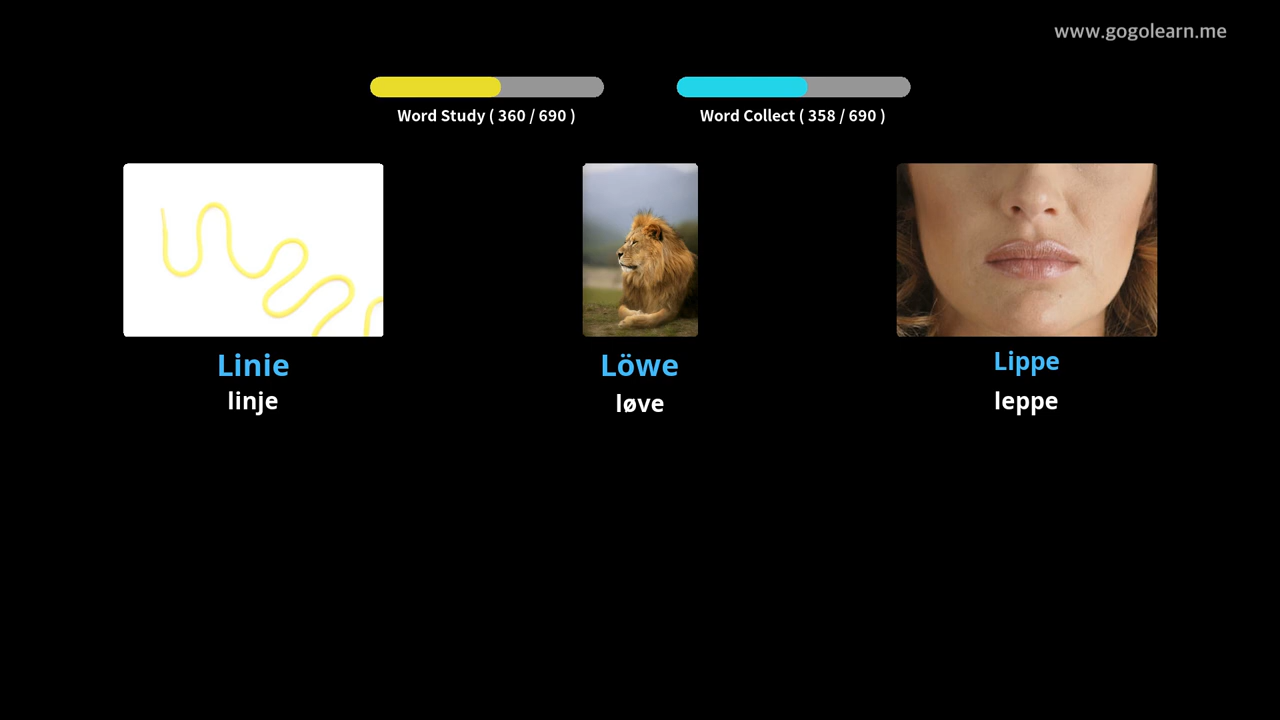 www.gogolearn.me
Word Study ( 360 / 690 )
Word Collect ( 358 / 690 )
Linie
linje
Löwe
løve
Lippe
leppe